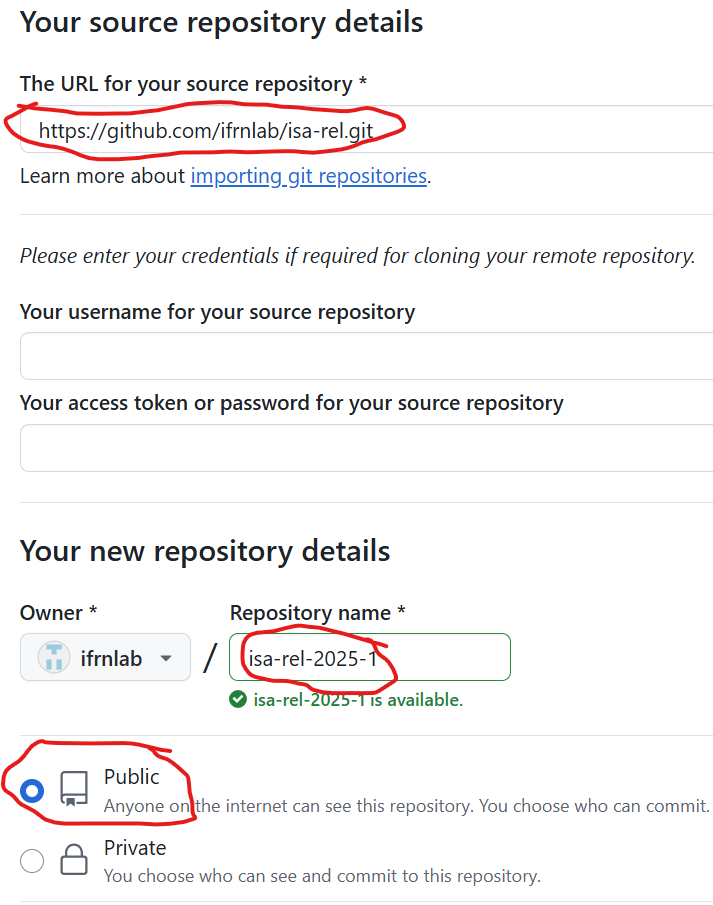 Your source repository details
The URL for your source repository *
https://github.com/ifrnlab/isa-rel.git
Learn more about importing git repositories.
Please enter your credentials if required for cloning your remote repository.
Your username for your source repository
Your access token or password for your source repository
Your new repository details
Owner * Repository name *
ifrnlab / isa-rel-2025-1
isa-rel-2025-1 is available.
Public
Anyone on the internet can see this repository. You choose who can commit.
Private
You choose who can see and commit to this repository.